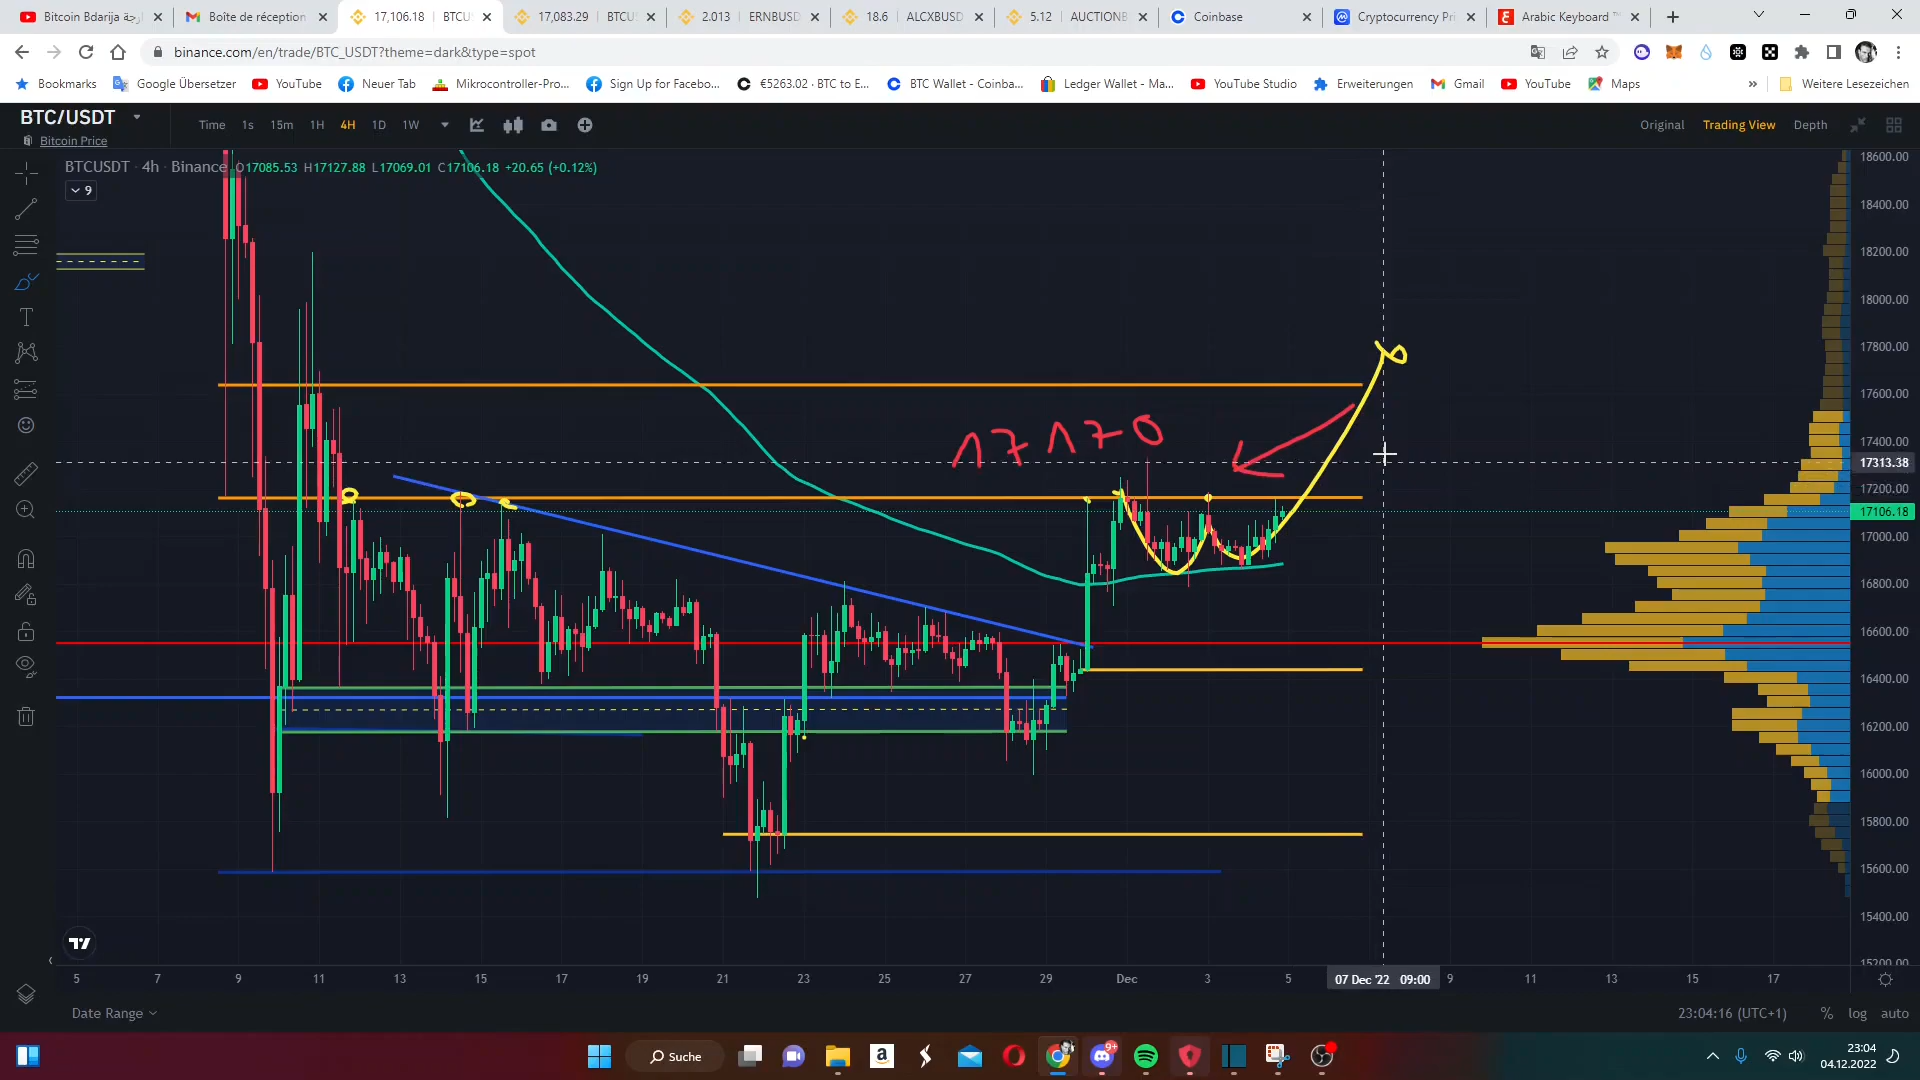 Bitcoin Bdarija
Boîte de réception
17,106.18 | BTCU
17,083.29 | BTCUS
2.013 | ERNBUSD
18.6 | ALCXBUSD
5.12 | AUCTIONB
Coinbase
Cryptocurrency Pri
Arabic Keyboard
binance.com/en/trade/BTC_USDT?theme=dark&type=spot
Bookmarks
Google Übersetzer
YouTube
Neuer Tab
Mikrocontroller-Pro...
Sign Up for Facebo...
€5263.02 · BTC to E...
BTC Wallet - Coinba...
Ledger Wallet - Ma...
YouTube Studio
Erweiterungen
Gmail
YouTube
Maps
»
Weitere Lesezeichen
BTC/USDT
Bitcoin Price
Time 1s 15m 1H 4H 1D 1W
Original Trading View Depth
BTCUSDT · 4h · Binance O17085.53 H17127.88 L17069.01 C17106.18 +20.65 (+0.12%)
9
17170
18600.00
18400.00
18200.00
18000.00
17800.00
17600.00
17400.00
17313.38
17200.00
17106.18
17000.00
16800.00
16600.00
16400.00
16200.00
16000.00
15800.00
15600.00
15400.00
15200.00
5 7 9 11 13 15 17 19 21 23 25 27 29 Dec 3 5 07 Dec '22 09:00 9 11 13 15 17
Date Range
23:04:16 (UTC+1) % log auto
Suche
9+
23:04
04.12.2022